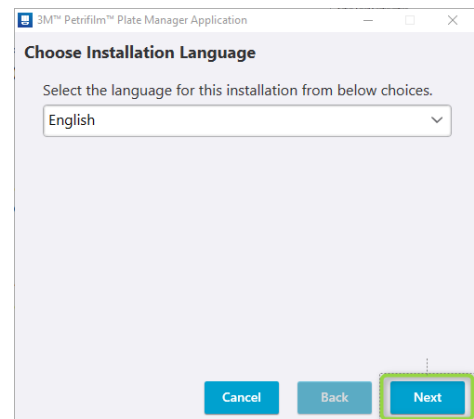 3M™ Petrifilm™ Plate Manager Application
Choose Installation Language
Select the language for this installation from below choices.
English
Cancel Back Next